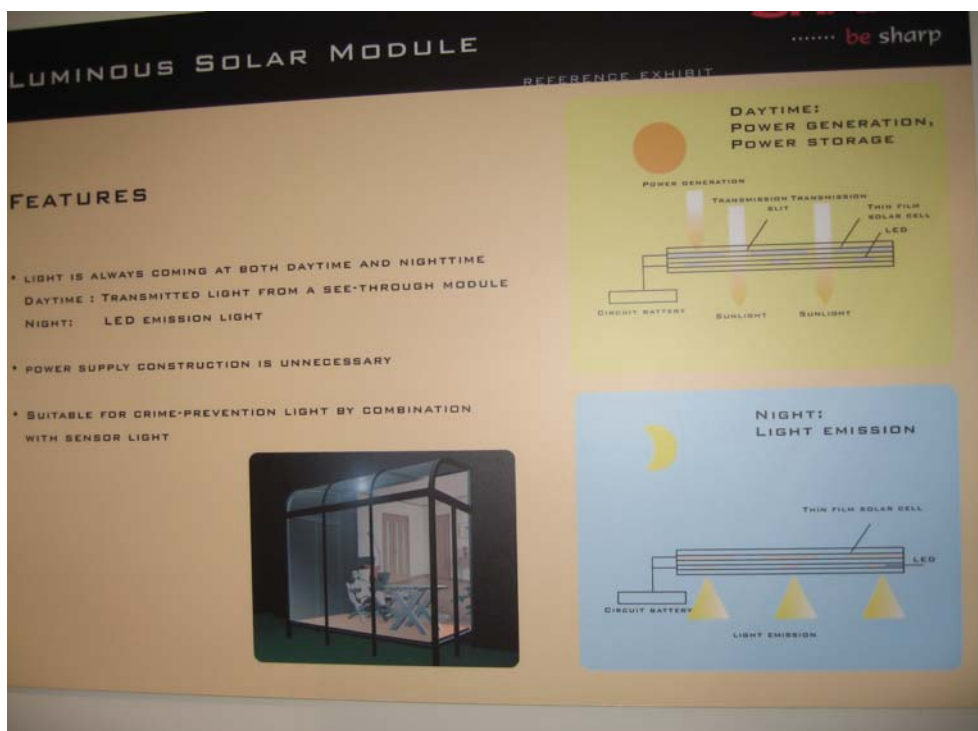 Luminous Solar Module
REFERENCE EXHIBIT
....... be sharp
FEATURES
• LIGHT IS ALWAYS COMING AT BOTH DAYTIME AND NIGHTTIME
DAYTIME : TRANSMITTED LIGHT FROM A SEE-THROUGH MODULE
NIGHT: LED EMISSION LIGHT
• POWER SUPPLY CONSTRUCTION IS UNNECESSARY
• SUITABLE FOR CRIME-PREVENTION LIGHT BY COMBINATION
WITH SENSOR LIGHT
DAYTIME:
POWER GENERATION,
POWER STORAGE
POWER GENERATION
TRANSMISSION TRANSMISSION
SLIT
THIN FILM
SOLAR CELL
LED
CIRCUIT BATTERY
SUNLIGHT
SUNLIGHT
NIGHT:
LIGHT EMISSION
THIN FILM SOLAR CELL
LED
CIRCUIT BATTERY
LIGHT EMISSION